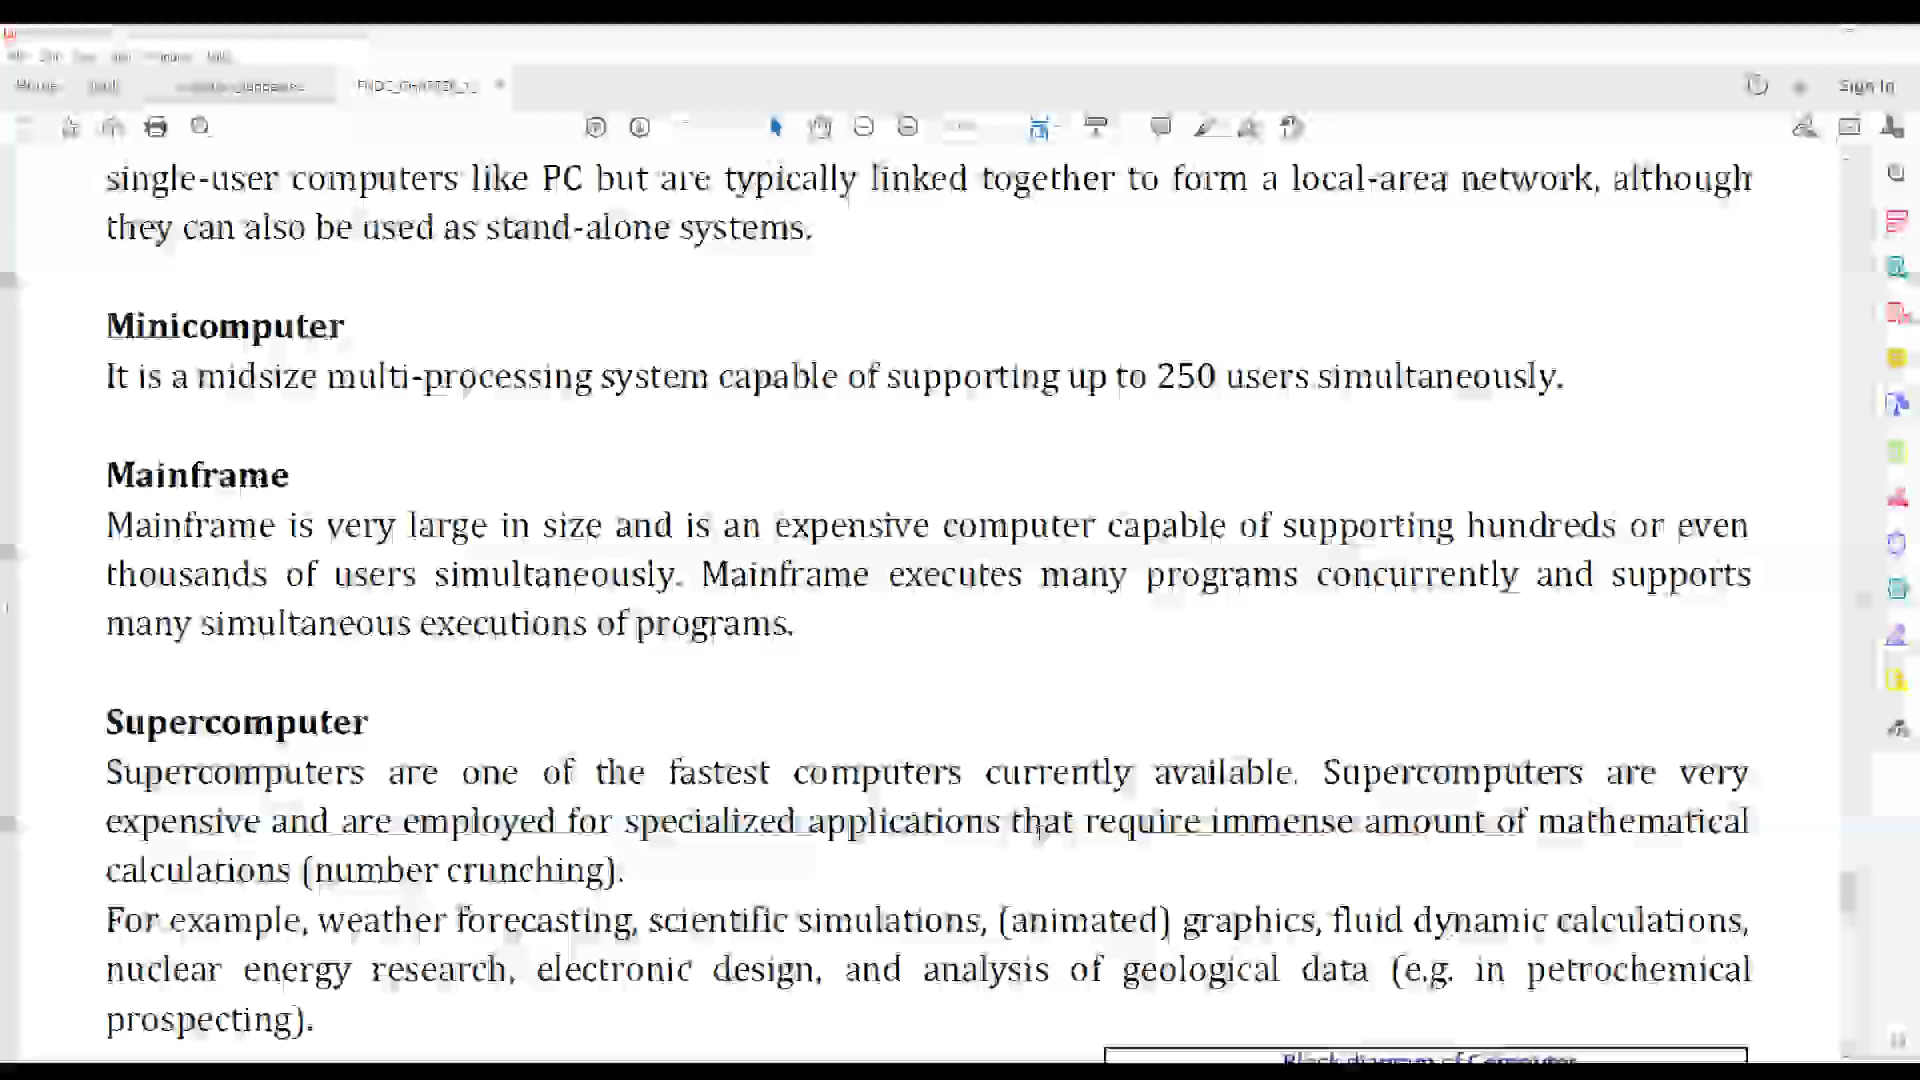 Sign In
single-user computers like PC but are typically linked together to form a local-area network, although
they can also be used as stand-alone systems.
Minicomputer
It is a midsize multi-processing system capable of supporting up to 250 users simultaneously.
Mainframe
Mainframe is very large in size and is an expensive computer capable of supporting hundreds or even
thousands of users simultaneously. Mainframe executes many programs concurrently and supports
many simultaneous executions of programs.
Supercomputer
Supercomputers are one of the fastest computers currently available. Supercomputers are very
expensive and are employed for specialized applications that require immense amount of mathematical
calculations (number crunching).
For example, weather forecasting, scientific simulations, (animated) graphics, fluid dynamic calculations,
nuclear energy research, electronic design, and analysis of geological data (e.g. in petrochemical
prospecting).
Block diagram of Computer